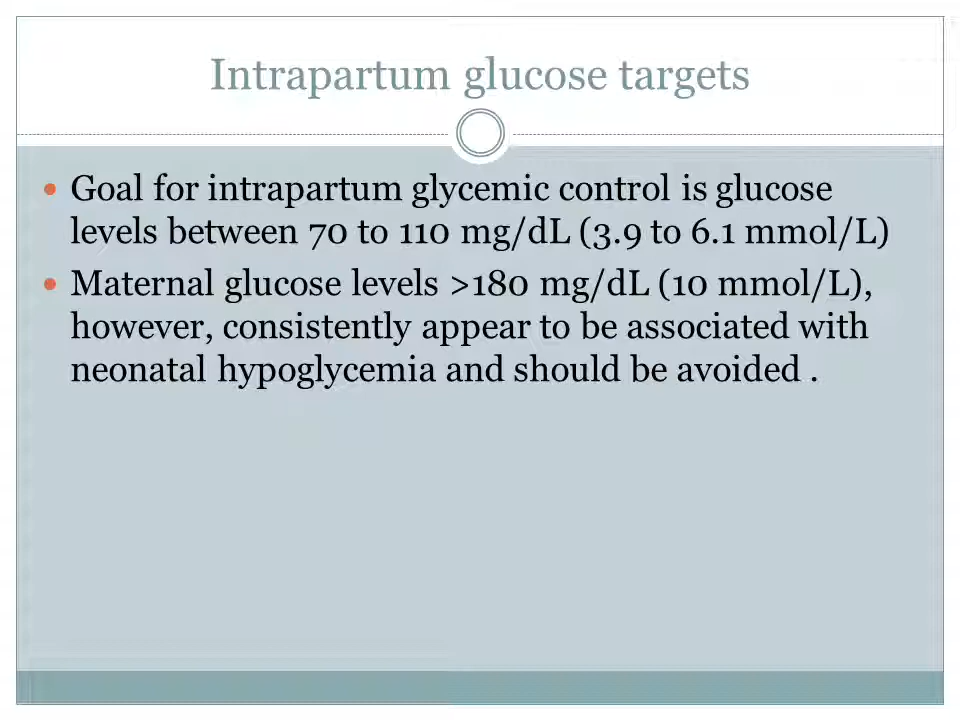 Intrapartum glucose targets
• Goal for intrapartum glycemic control is glucose
levels between 70 to 110 mg/dL (3.9 to 6.1 mmol/L)
• Maternal glucose levels >180 mg/dL (10 mmol/L),
however, consistently appear to be associated with
neonatal hypoglycemia and should be avoided .